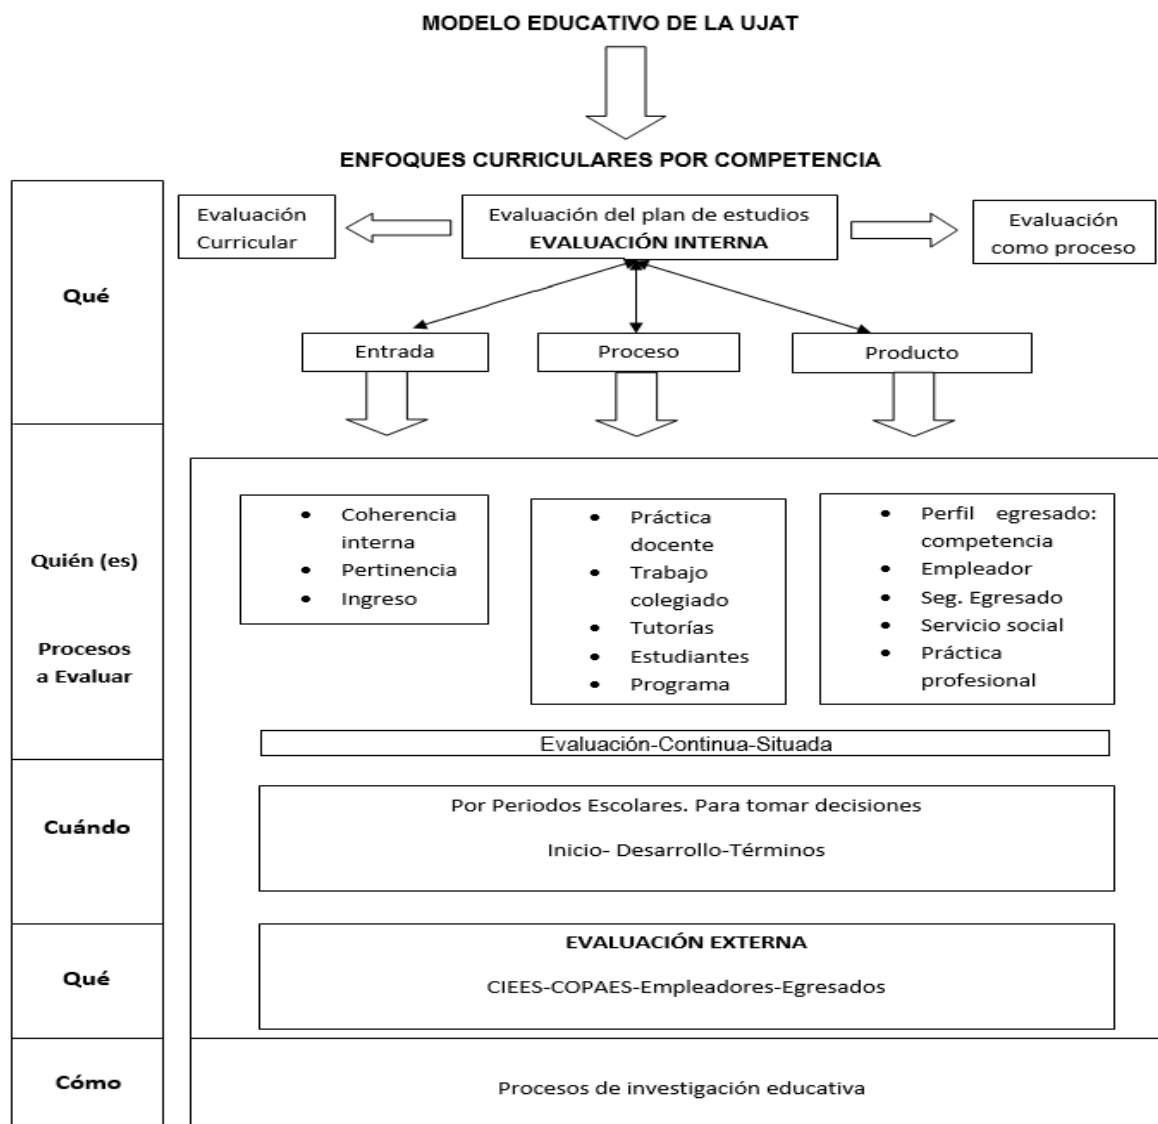 MODELO EDUCATIVO DE LA UJAT
ENFOQUES CURRICULARES POR COMPETENCIA
Qué
Evaluación
Curricular
Evaluación del plan de estudios
EVALUACIÓN INTERNA
Evaluación
como proceso
Entrada
Proceso
Producto
Quién (es)
Procesos
a Evaluar
• Coherencia
interna
• Pertinencia
• Ingreso
• Práctica
docente
• Trabajo
colegiado
• Tutorías
• Estudiantes
• Programa
• Perfil egresado:
competencia
• Empleador
• Seg. Egresado
• Servicio social
• Práctica
profesional
Evaluación-Continua-Situada
Cuándo
Por Periodos Escolares. Para tomar decisiones
Inicio- Desarrollo-Términos
Qué
EVALUACIÓN EXTERNA
CIEES-COPAES-Empleadores-Egresados
Cómo
Procesos de investigación educativa